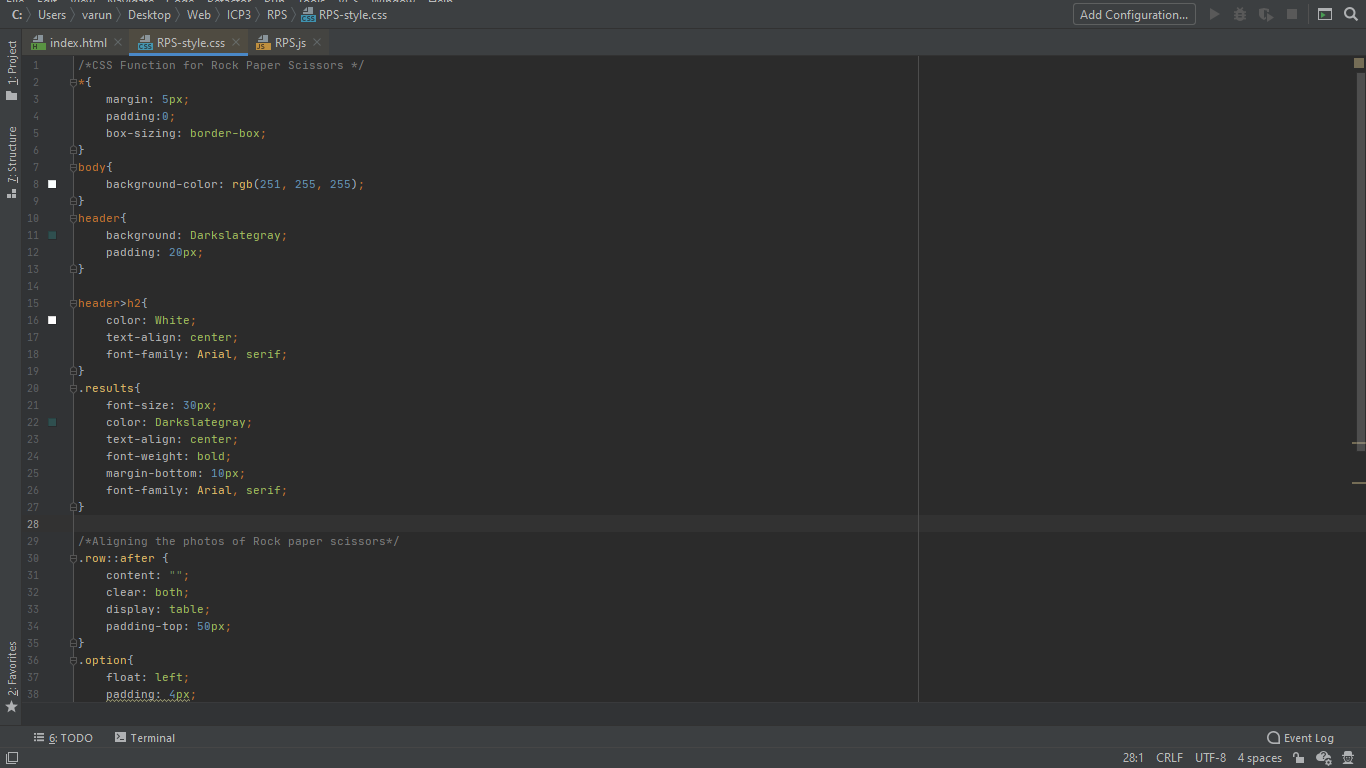 C: Users varun Desktop Web ICP3 RPS RPS-style.css Add Configuration...
index.html RPS-style.css RPS.js
1: Project
7: Structure
2: Favorites
1 /*CSS Function for Rock Paper Scissors */
2 *{
3 margin: 5px;
4 padding:0;
5 box-sizing: border-box;
6 }
7 body{
8 background-color: rgb(251, 255, 255);
9 }
10 header{
11 background: Darkslategray;
12 padding: 20px;
13 }
14
15 header>h2{
16 color: White;
17 text-align: center;
18 font-family: Arial, serif;
19 }
20 .results{
21 font-size: 30px;
22 color: Darkslategray;
23 text-align: center;
24 font-weight: bold;
25 margin-bottom: 10px;
26 font-family: Arial, serif;
27 }
28
29 /*Aligning the photos of Rock paper scissors*/
30 .row::after {
31 content: "";
32 clear: both;
33 display: table;
34 padding-top: 50px;
35 }
36 .option{
37 float: left;
38 padding: 4px;
6: TODO Terminal Event Log
28:1 CRLF UTF-8 4 spaces